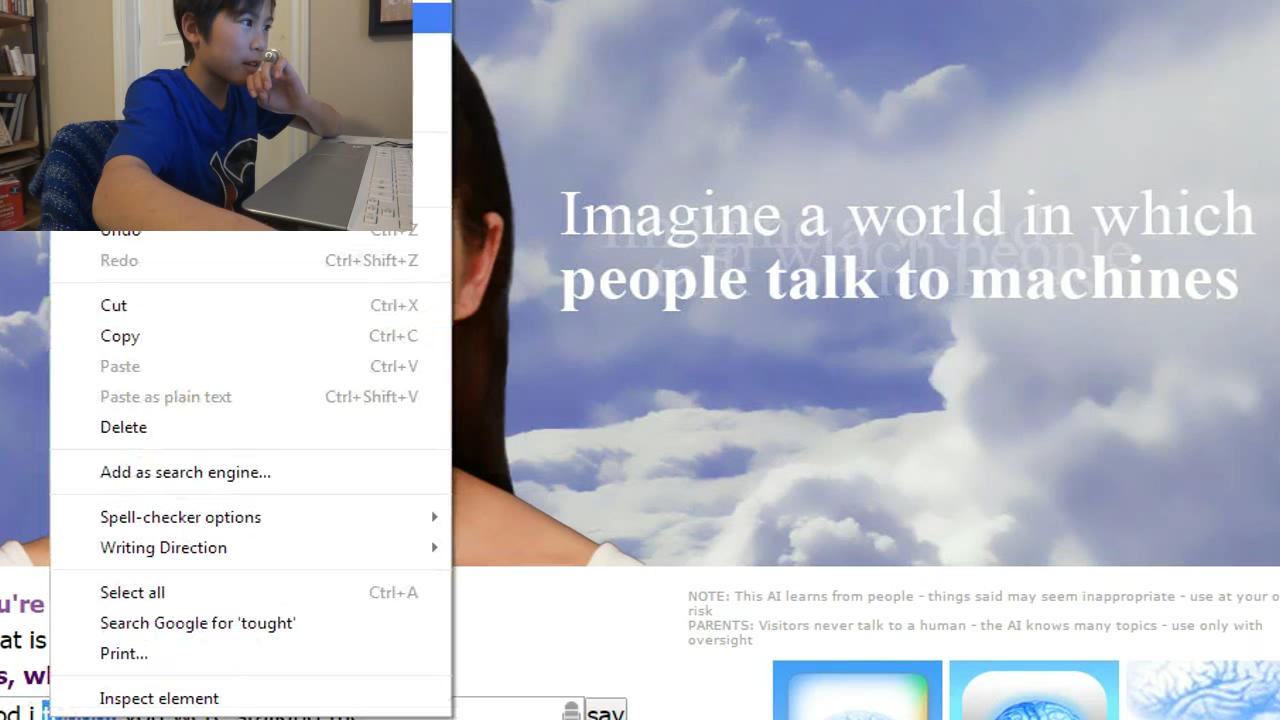 Imagine a world in which
people talk to machines
Undo Ctrl+Z
Redo Ctrl+Shift+Z
Cut Ctrl+X
Copy Ctrl+C
Paste Ctrl+V
Paste as plain text Ctrl+Shift+V
Delete
Add as search engine...
Spell-checker options
Writing Direction
Select all Ctrl+A
Search Google for 'tought'
Print...
Inspect element
u're
at is
s, wh
od i
say
NOTE: This AI learns from people - things said may seem inappropriate - use at your o
risk
PARENTS: Visitors never talk to a human - the AI knows many topics - use only with
oversight